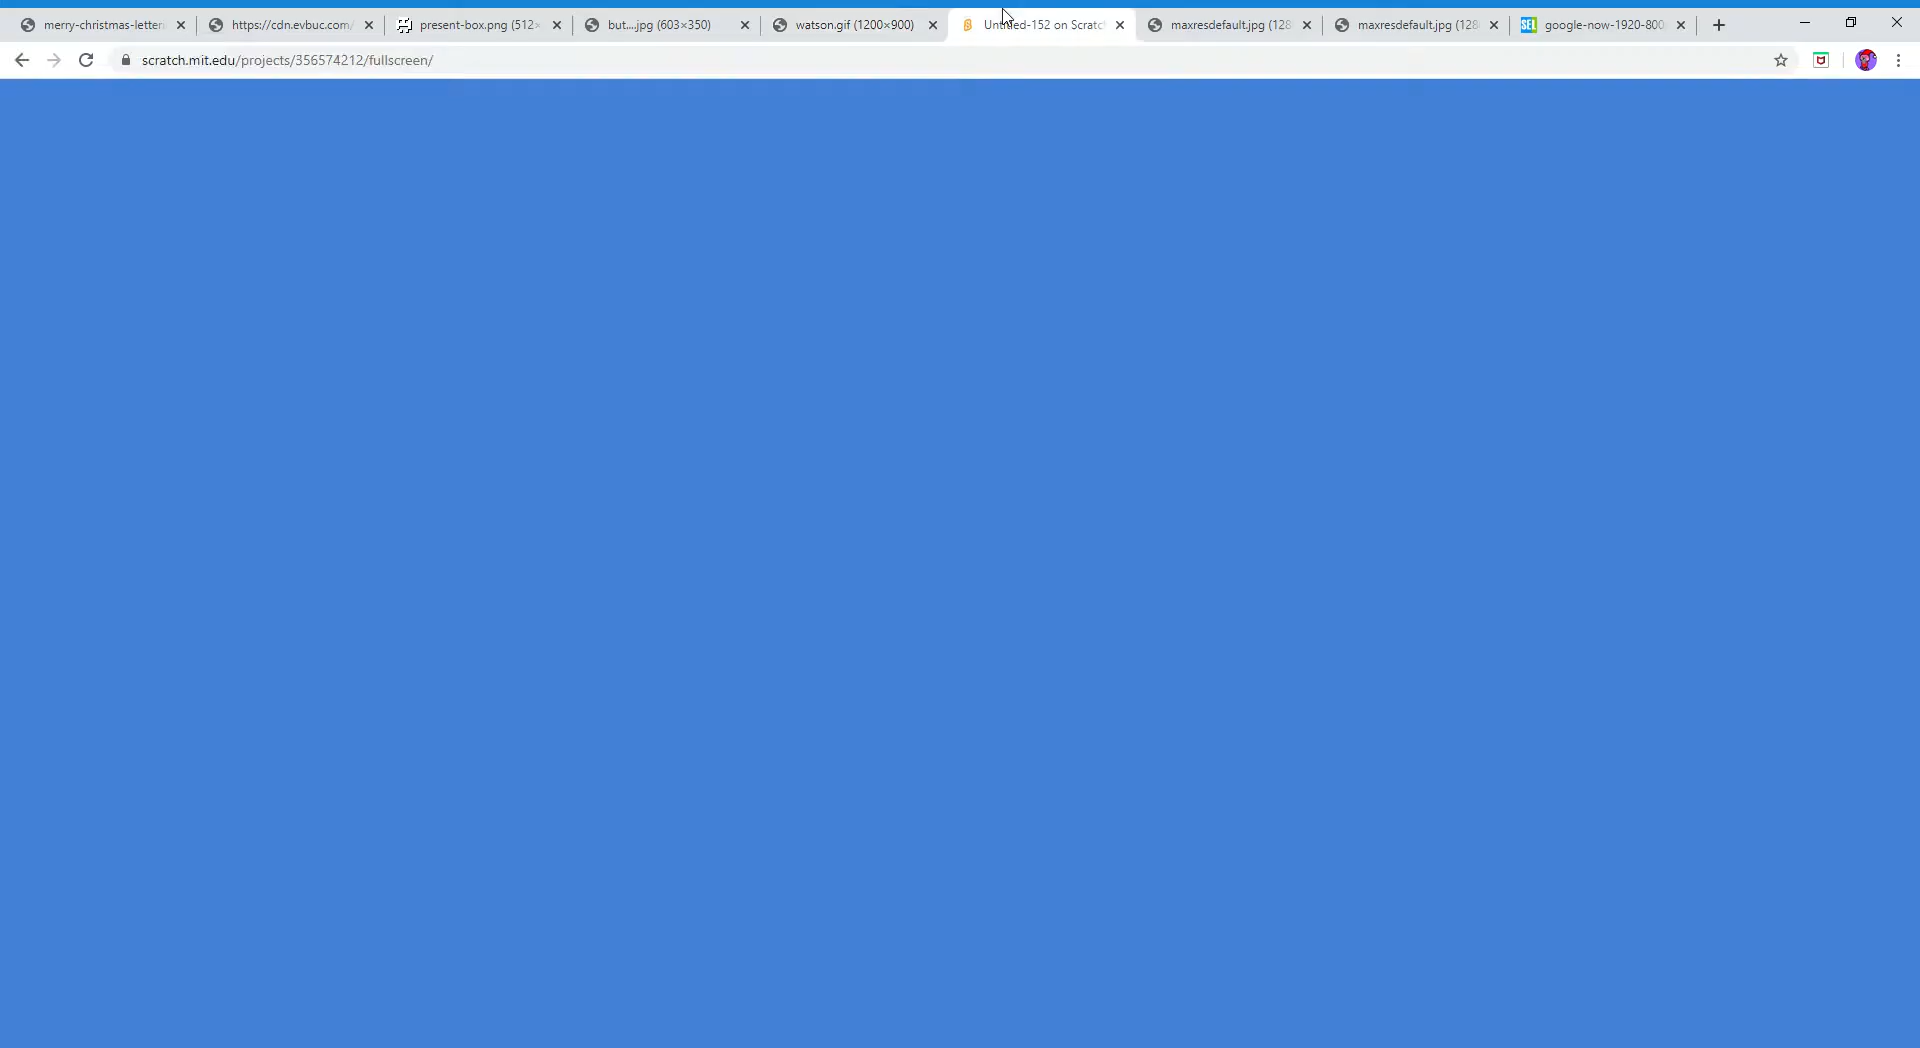 merry-christmas-letter
https://cdn.evbuc.com/
present-box.png (512×
but....jpg (603×350)
watson.gif (1200×900)
Untitled-152 on Scratc
maxresdefault.jpg (128
maxresdefault.jpg (128
SEL google-now-1920-800
scratch.mit.edu/projects/356574212/fullscreen/